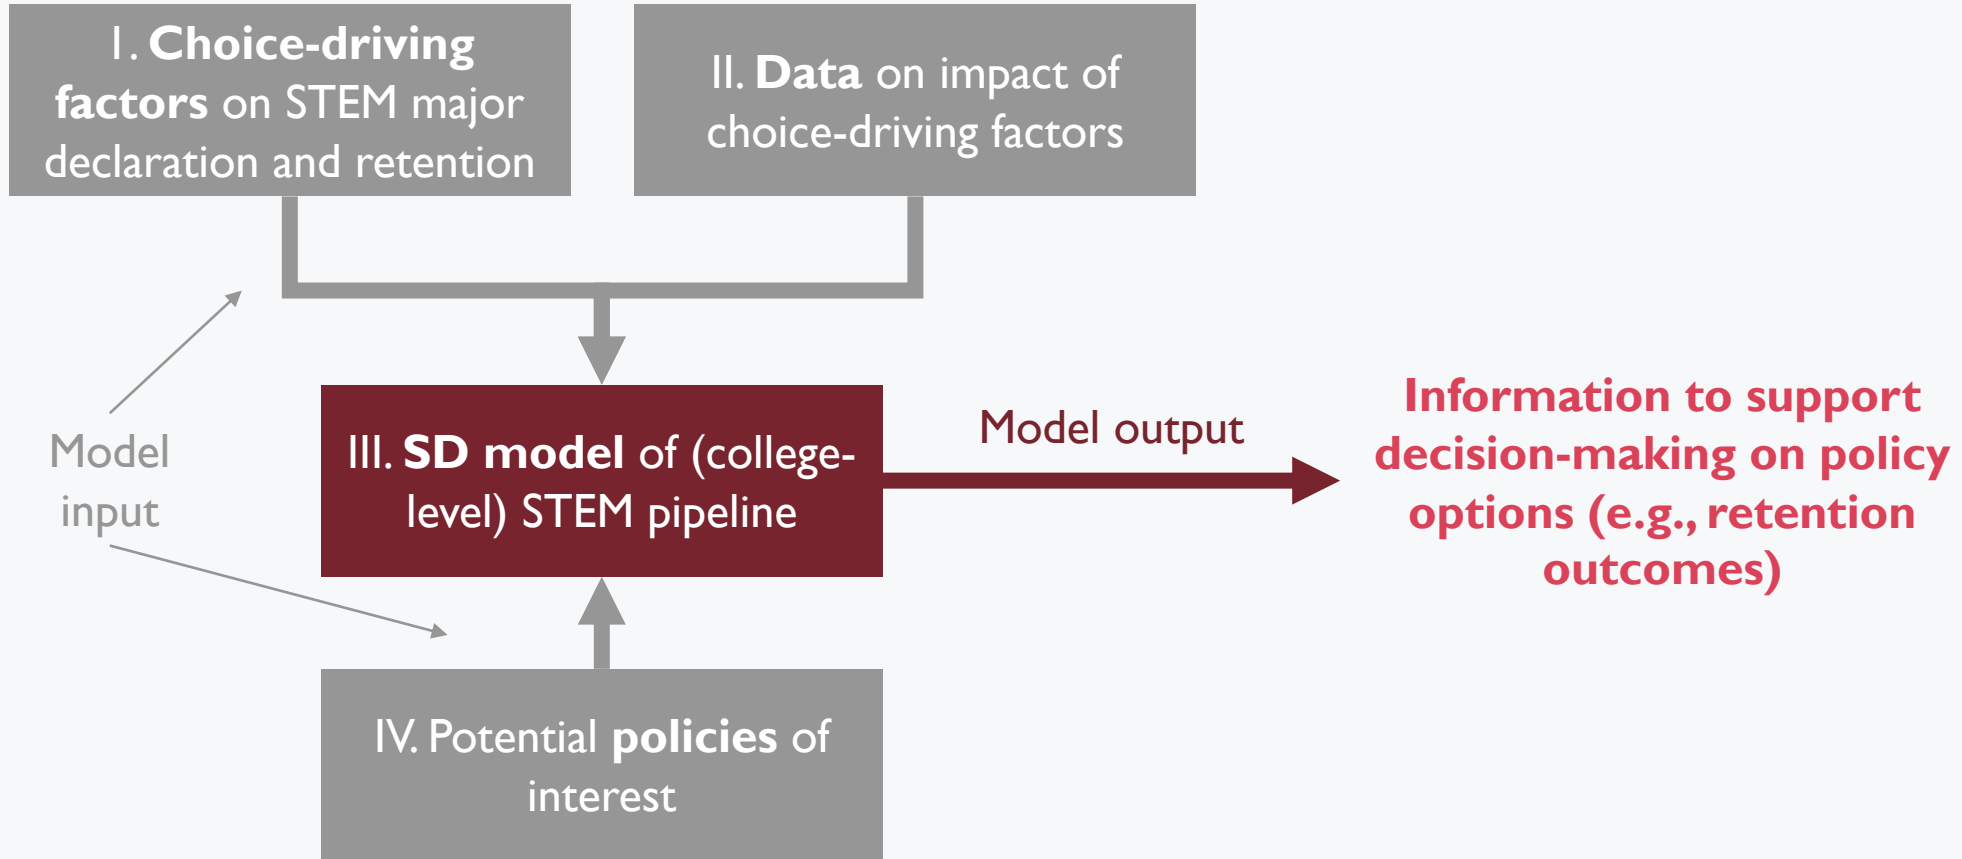 I. Choice-driving
factors on STEM major
declaration and retention
II. Data on impact of
choice-driving factors
Model
input
III. SD model of (college-
level) STEM pipeline
Model output
Information to support
decision-making on policy
options (e.g., retention
outcomes)
IV. Potential policies of
interest